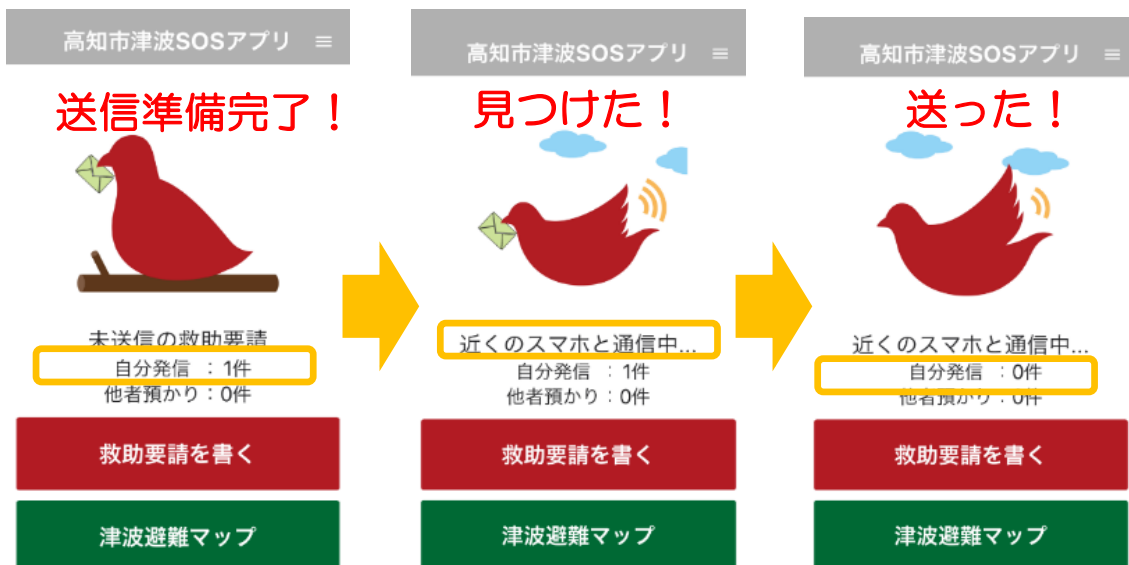 高知市津波SOSアプリ ≡
送信準備完了！
未送信の救助要請
自分発信 ：1件
他者預かり：0件
救助要請を書く
津波避難マップ
高知市津波SOSアプリ ≡
見つけた！
近くのスマホと通信中...
自分発信 ：1件
他者預かり：0件
救助要請を書く
津波避難マップ
高知市津波SOSアプリ ≡
送った！
近くのスマホと通信中...
自分発信 ：0件
他者預かり：0件
救助要請を書く
津波避難マップ